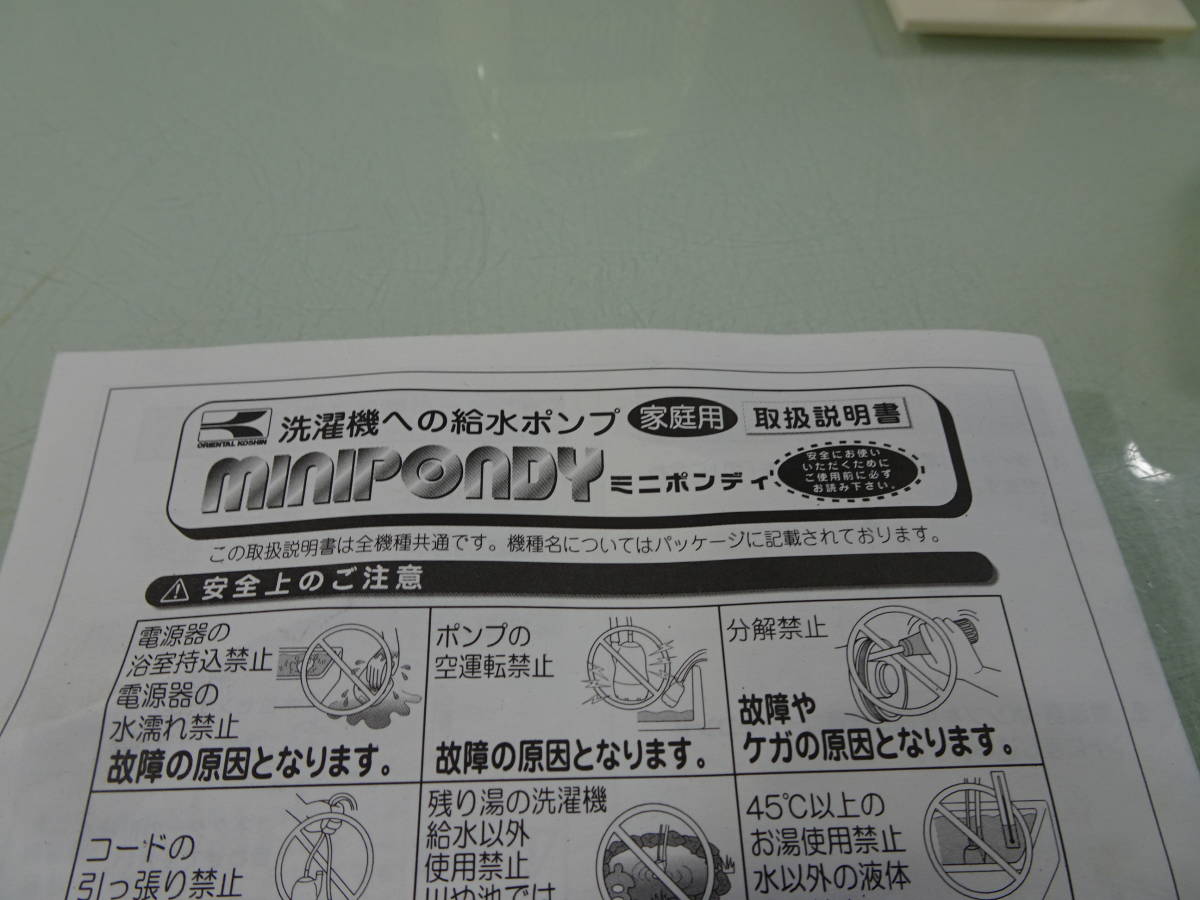 ORIENTAL KOSHIN
洗濯機への給水ポンプ 家庭用 取扱説明書
MINIPONDY ミニポンディ
安全にお使い
いただくために
ご使用前に必ず
お読み下さい。
この取扱説明書は全機種共通です。機種名についてはパッケージに記載されております。
安全上のご注意
電源器の
浴室持込禁止
電源器の
水濡れ禁止
故障の原因となります。
ポンプの
空運転禁止
故障の原因となります。
分解禁止
故障や
ケガの原因となります。
コードの
引っ張り禁止
残り湯の洗濯機
給水以外
使用禁止
川や池では
45℃以上の
お湯使用禁止
水以外の液体